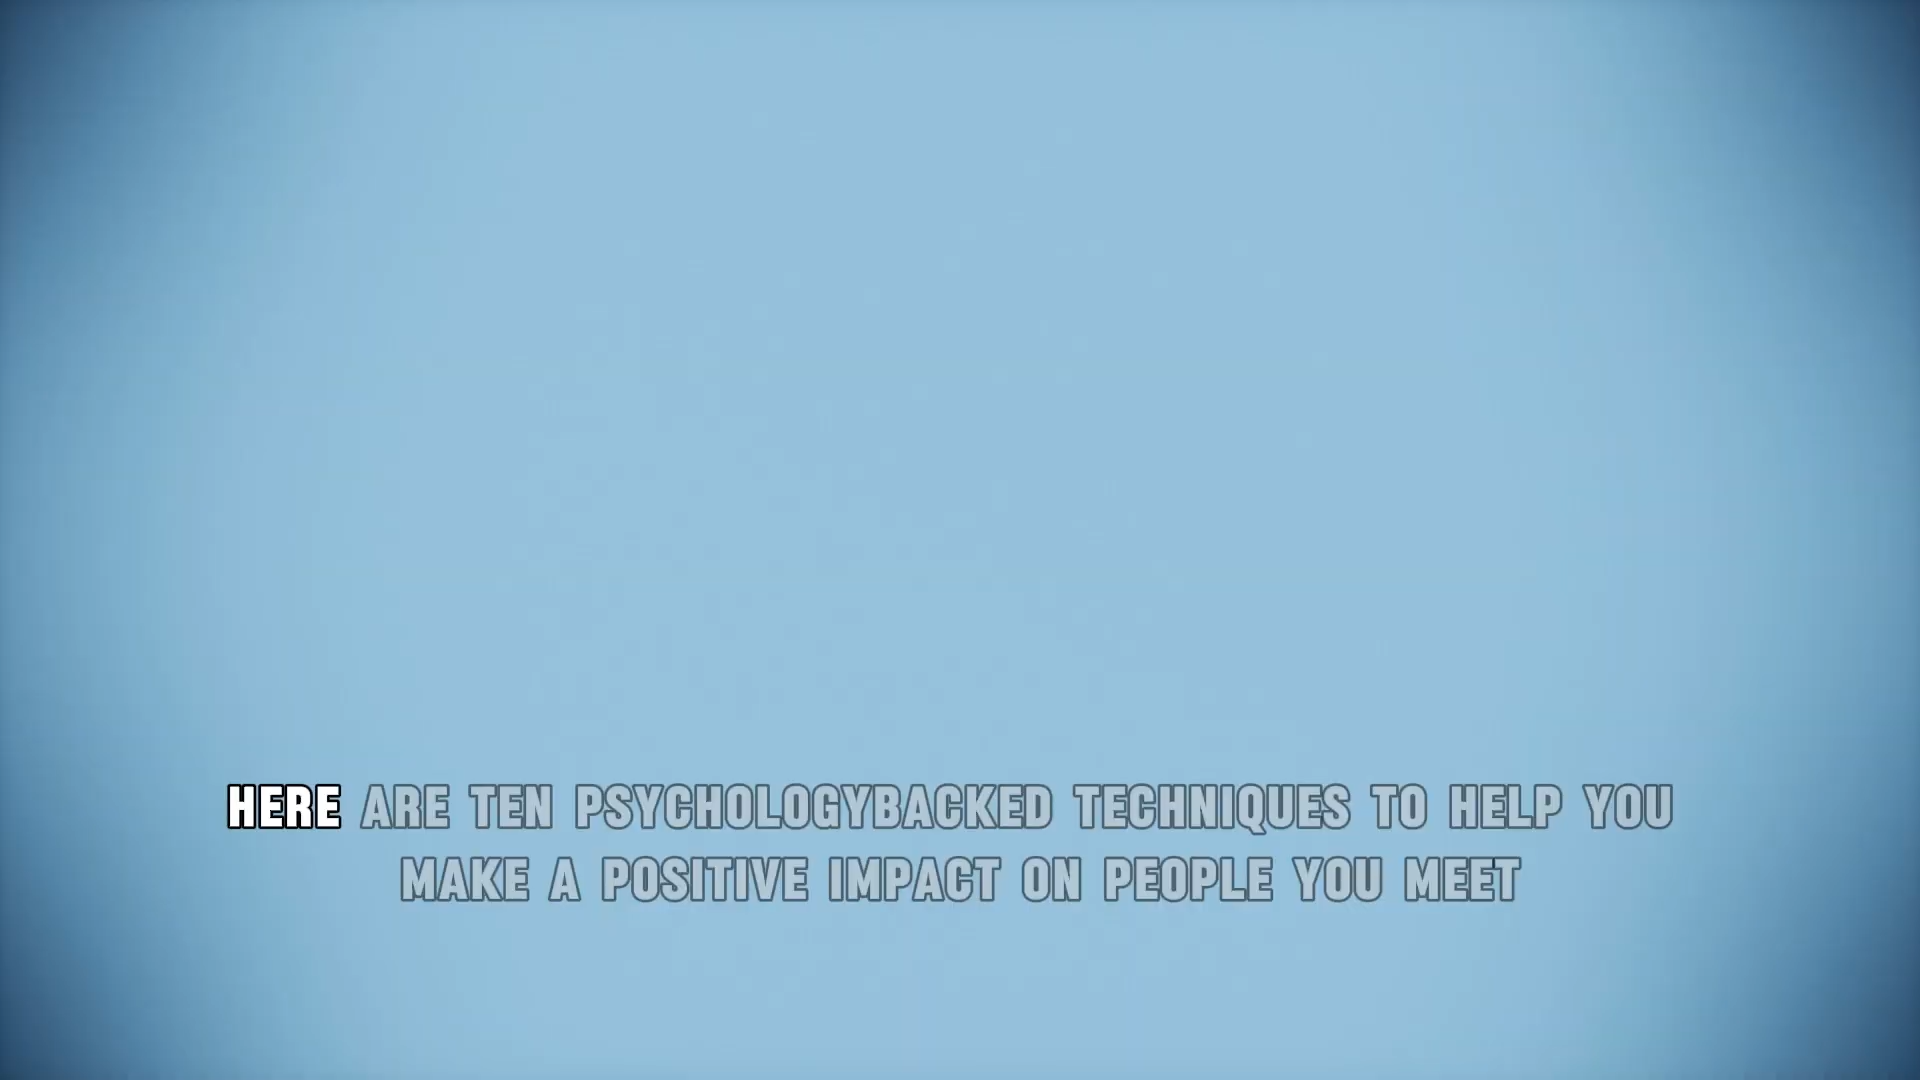 HERE ARE TEN PSYCHOLOGYBACKED TECHNIQUES TO HELP YOU
MAKE A POSITIVE IMPACT ON PEOPLE YOU MEET